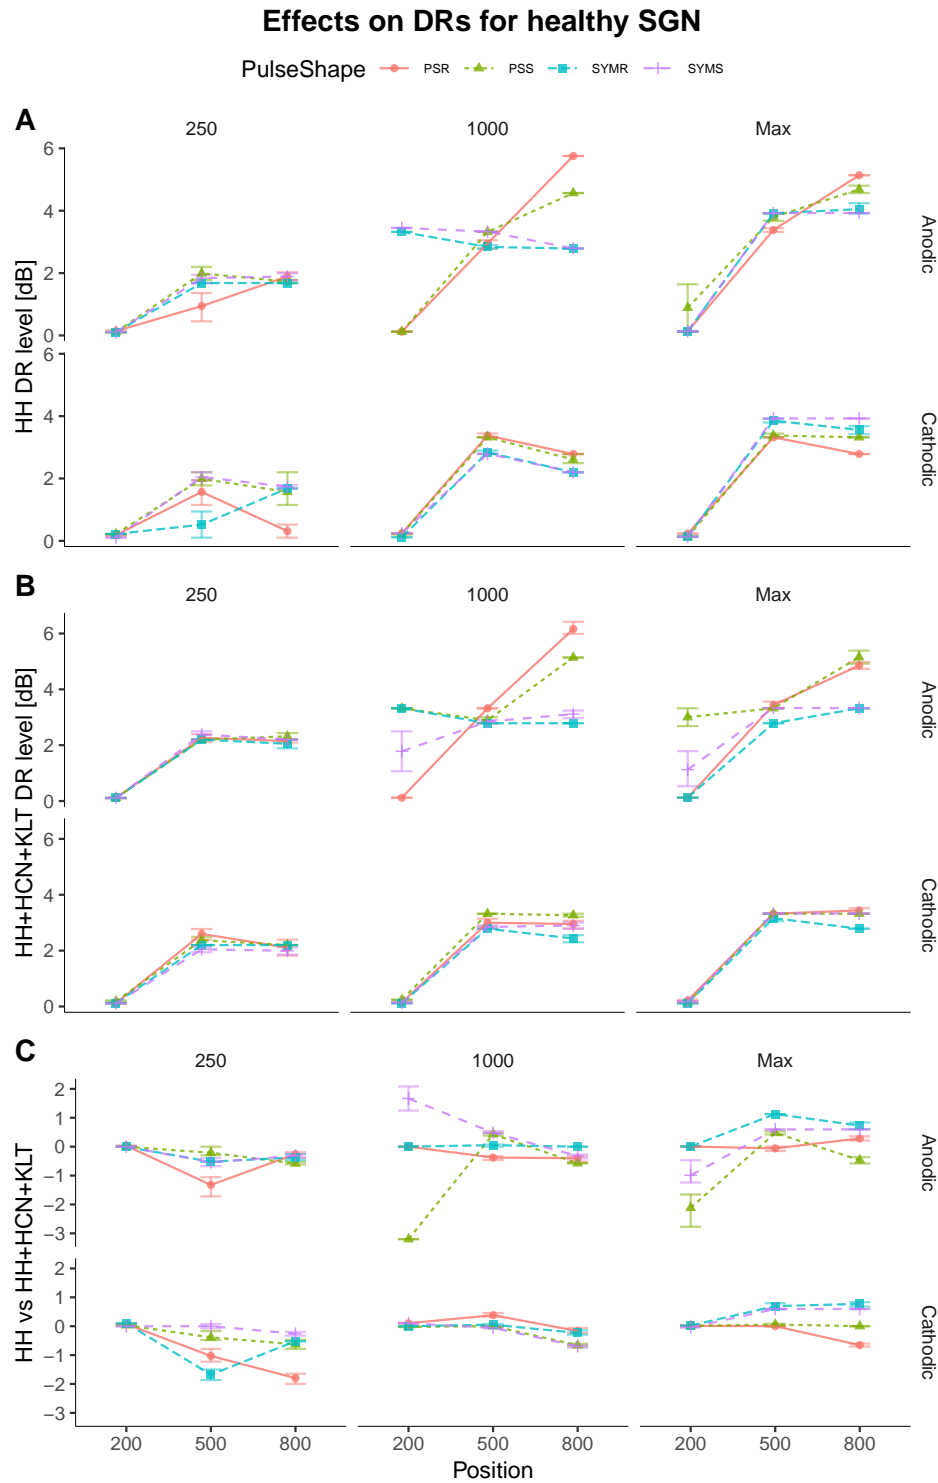 Effects on DRs for healthy SGN
PulseShape PSR PSS SYMR SYMS
A
250 1000 Max
HH DR level [dB]
6
4
2
0
Anodic
6
4
2
0
Cathodic
B
250 1000 Max
HH+HCN+KLT DR level [dB]
6
4
2
0
Anodic
6
4
2
0
Cathodic
C
250 1000 Max
HH vs HH+HCN+KLT
2
1
0
−1
−2
−3
Anodic
2
1
0
−1
−2
−3
Cathodic
200 500 800 200 500 800 200 500 800
Position